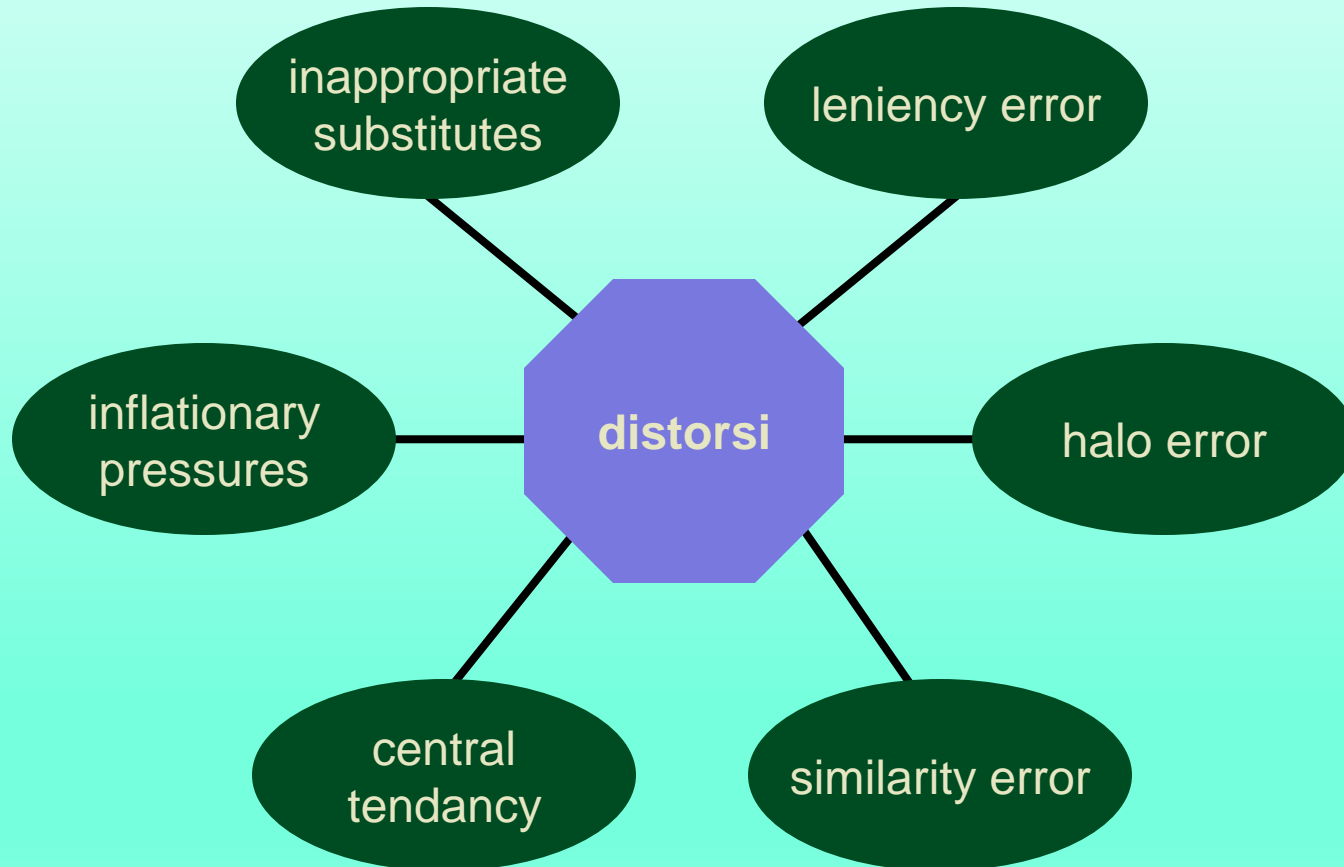 inappropriate
substitutes
leniency error
inflationary
pressures
distorsi
halo error
central
tendancy
similarity error